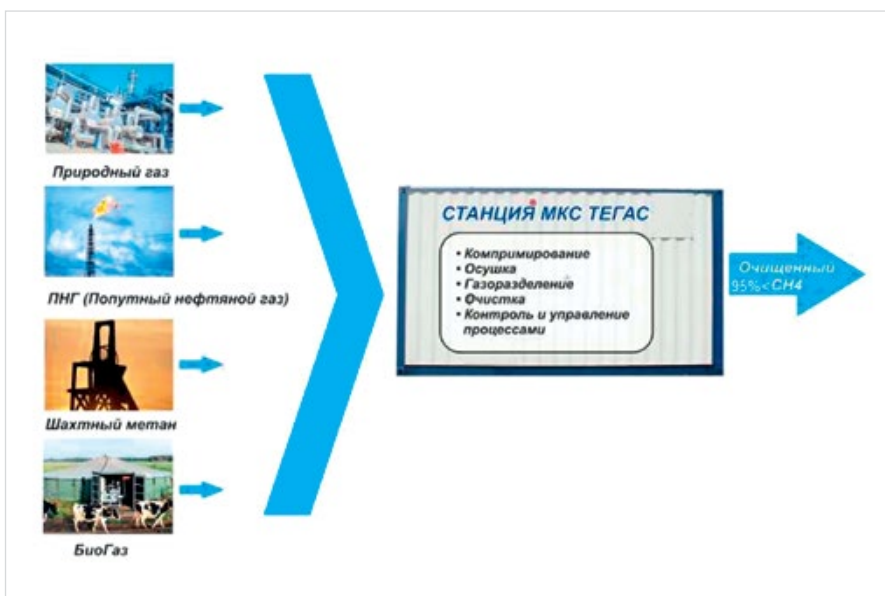 Природный газ
ПНГ (Попутный нефтяной газ)
Шахтный метан
БиоГаз
СТАНЦИЯ МКС ТЕГАС
• Компримирование
• Осушка
• Газоразделение
• Очистка
• Контроль и управление
процессами
Очищенный
95%<CH4